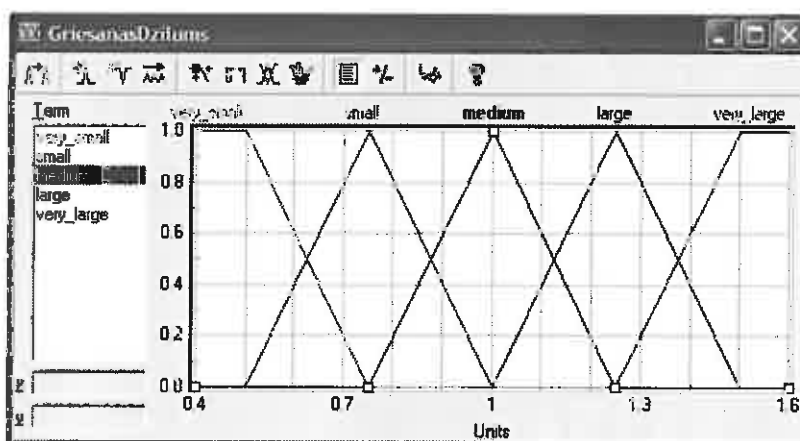 GriesanasDzilums
Term
very_small
small
medium
large
very_large
very_small small medium large very_large
1.0
0.8
0.6
0.4
0.2
0.0
0.4 0.7 1 1.3 1.6
Units